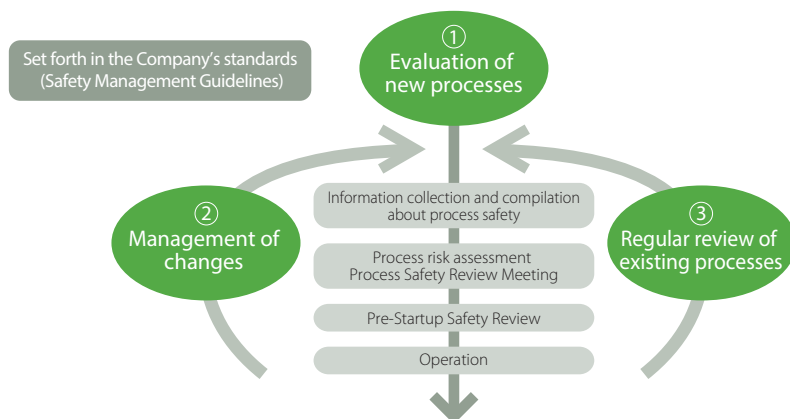 Set forth in the Company’s standards
(Safety Management Guidelines)
①
Evaluation of
new processes
②
Management of
changes
Information collection and compilation
about process safety
Process risk assessment
Process Safety Review Meeting
Pre-Startup Safety Review
Operation
③
Regular review of
existing processes